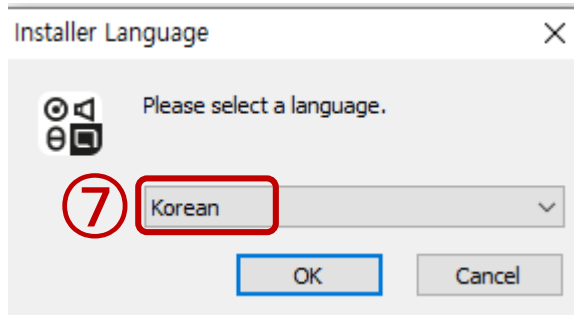 Installer Language
Please select a language.
⑦ Korean
OK Cancel